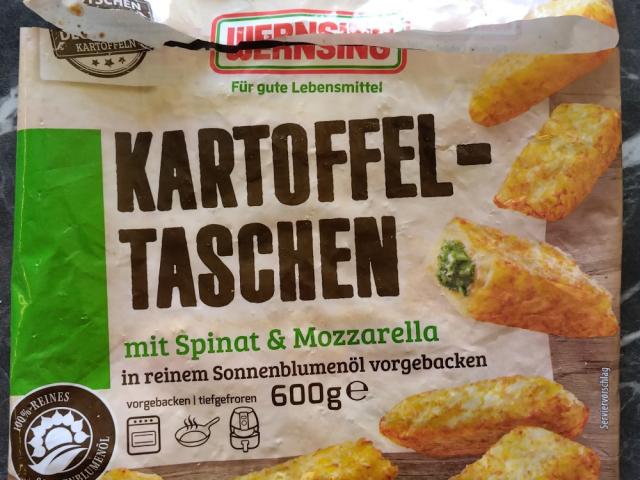 TSCHEN
KARTOFFELN
WERNSING
Für gute Lebensmittel
KARTOFFEL-
TASCHEN
mit Spinat & Mozzarella
in reinem Sonnenblumenöl vorgebacken
vorgebacken | tiefgefroren 600g e
100%-REINES
Serviervorschlag